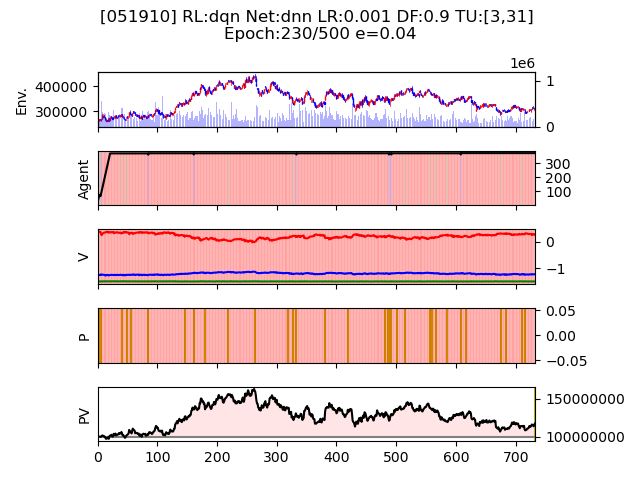 [051910] RL:dqn Net:dnn LR:0.001 DF:0.9 TU:[3,31]
Epoch:230/500 e=0.04
1e6
Env.
400000
300000
1
0
Agent
300
200
100
V
0
−1
P
0.05
0.00
−0.05
PV
150000000
100000000
0 100 200 300 400 500 600 700